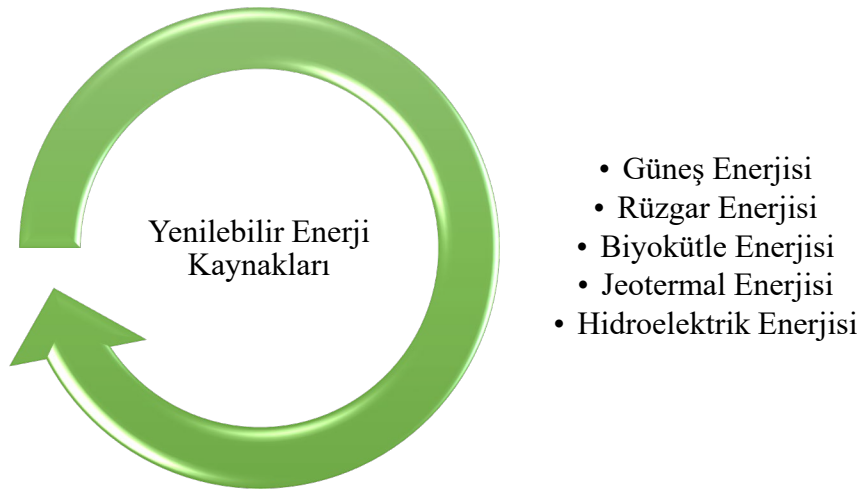 Yenilebilir Enerji
Kaynakları
• Güneş Enerjisi
• Rüzgar Enerjisi
• Biyokütle Enerjisi
• Jeotermal Enerjisi
• Hidroelektrik Enerjisi